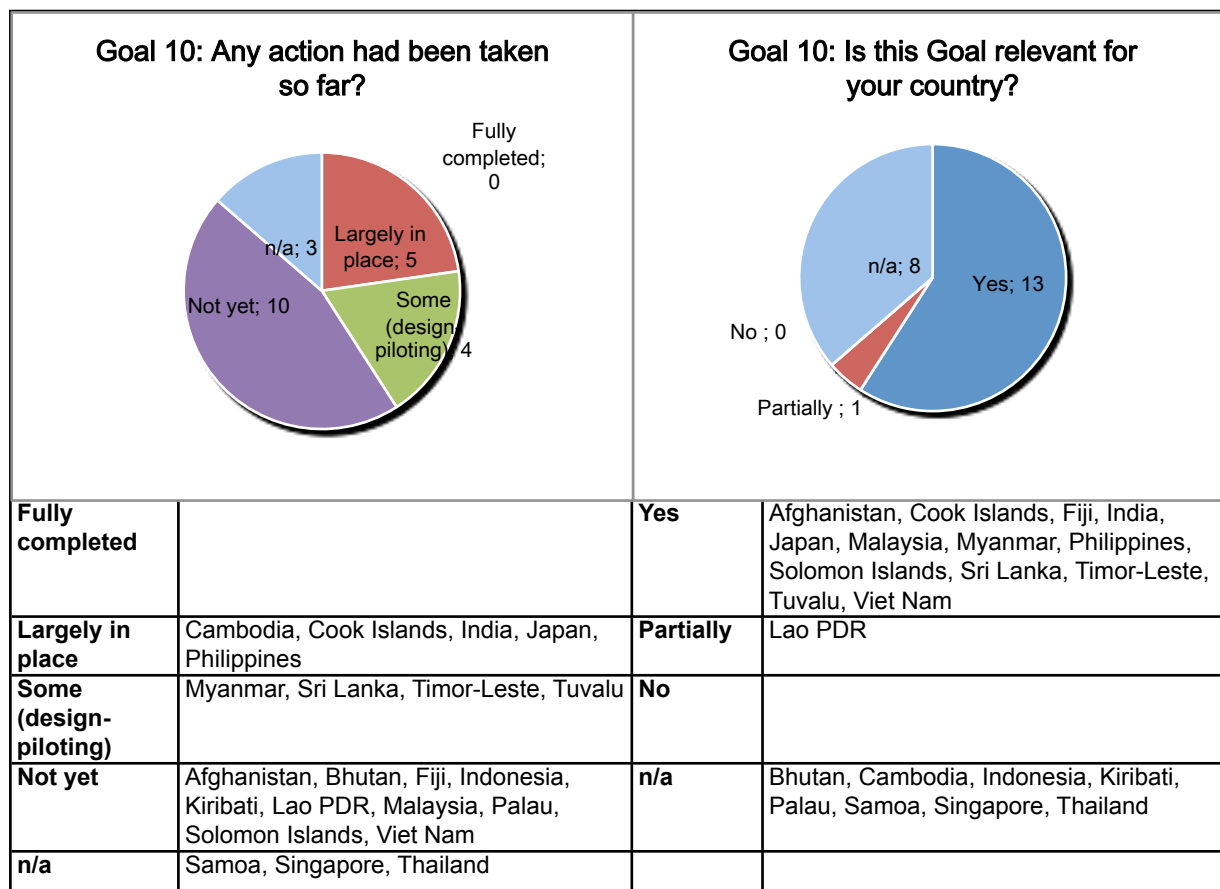 Goal 10: Any action had been taken
so far?
Fully
completed;
0
Largely in
place; 5
Some
(design-
piloting); 4
Not yet; 10
n/a; 3
Goal 10: Is this Goal relevant for
your country?
n/a; 8
Yes; 13
No ; 0
Partially ; 1
Fully
completed
Yes
Afghanistan, Cook Islands, Fiji, India,
Japan, Malaysia, Myanmar, Philippines,
Solomon Islands, Sri Lanka, Timor-Leste,
Tuvalu, Viet Nam
Largely in
place
Cambodia, Cook Islands, India, Japan,
Philippines
Partially
Lao PDR
Some
(design-
piloting)
Myanmar, Sri Lanka, Timor-Leste, Tuvalu
No
Not yet
Afghanistan, Bhutan, Fiji, Indonesia,
Kiribati, Lao PDR, Malaysia, Palau,
Solomon Islands, Viet Nam
n/a
Bhutan, Cambodia, Indonesia, Kiribati,
Palau, Samoa, Singapore, Thailand
n/a
Samoa, Singapore, Thailand